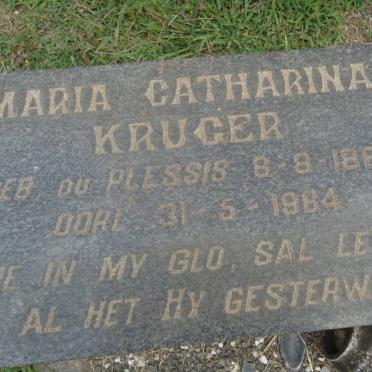 MARIA CATHARINA
KRUGER
EB DU PLESSIS 8-8-18
OORL 31-5-1984
E IN MY GLO SAL LE
AL HET HY GESTERW